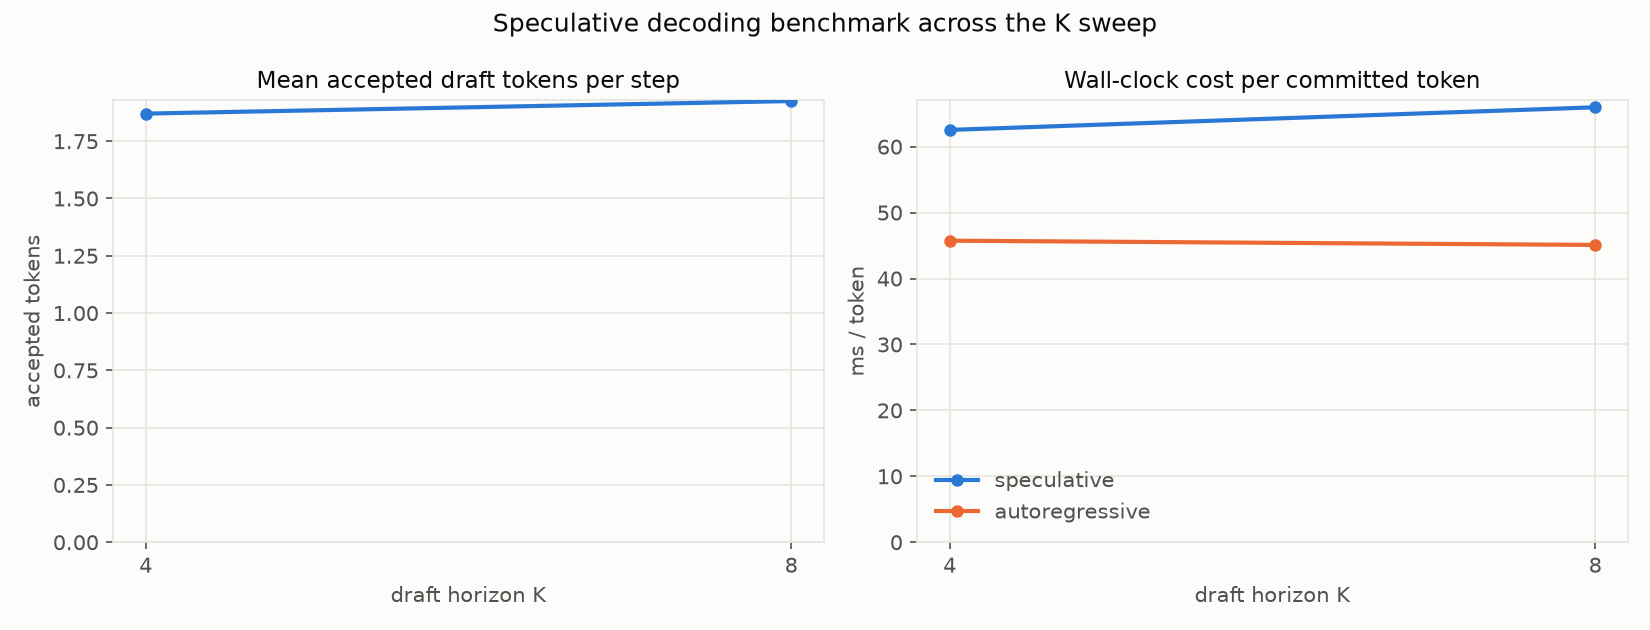 Speculative decoding benchmark across the K sweep
Mean accepted draft tokens per step
accepted tokens
1.75
1.50
1.25
1.00
0.75
0.50
0.25
0.00
4
8
draft horizon K
Wall-clock cost per committed token
ms / token
60
50
40
30
20
10
0
speculative
autoregressive
4
8
draft horizon K